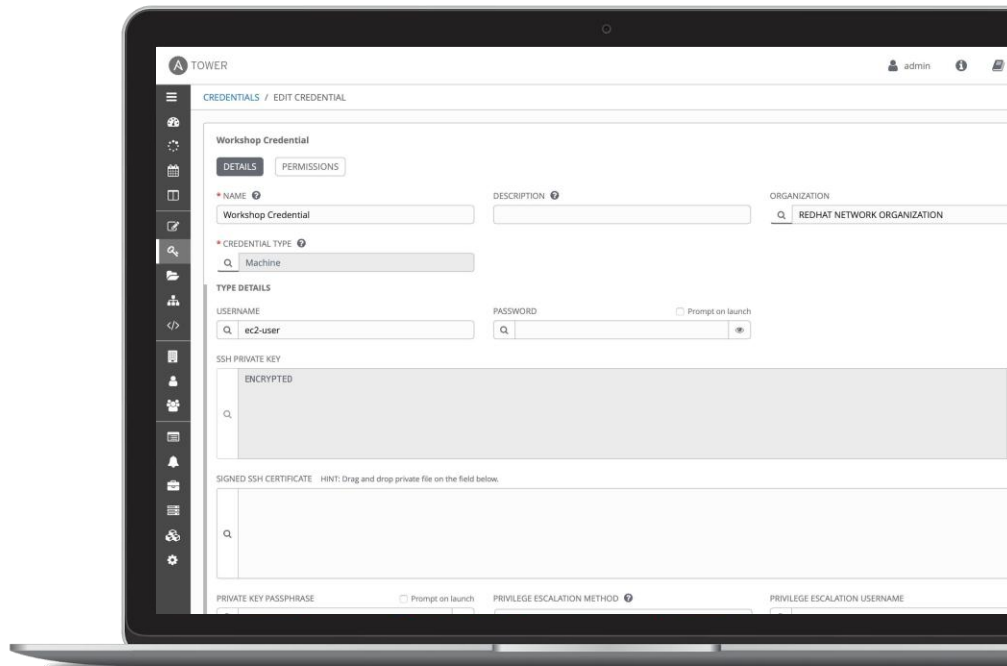 A TOWER
admin
CREDENTIALS / EDIT CREDENTIAL
Workshop Credential
DETAILS PERMISSIONS
* NAME DESCRIPTION ORGANIZATION
Workshop Credential REDHAT NETWORK ORGANIZATION
* CREDENTIAL TYPE
Machine
TYPE DETAILS
USERNAME PASSWORD Prompt on launch
ec2-user
SSH PRIVATE KEY
ENCRYPTED
SIGNED SSH CERTIFICATE HINT: Drag and drop private file on the field below.
PRIVATE KEY PASSPHRASE Prompt on launch PRIVILEGE ESCALATION METHOD PRIVILEGE ESCALATION USERNAME